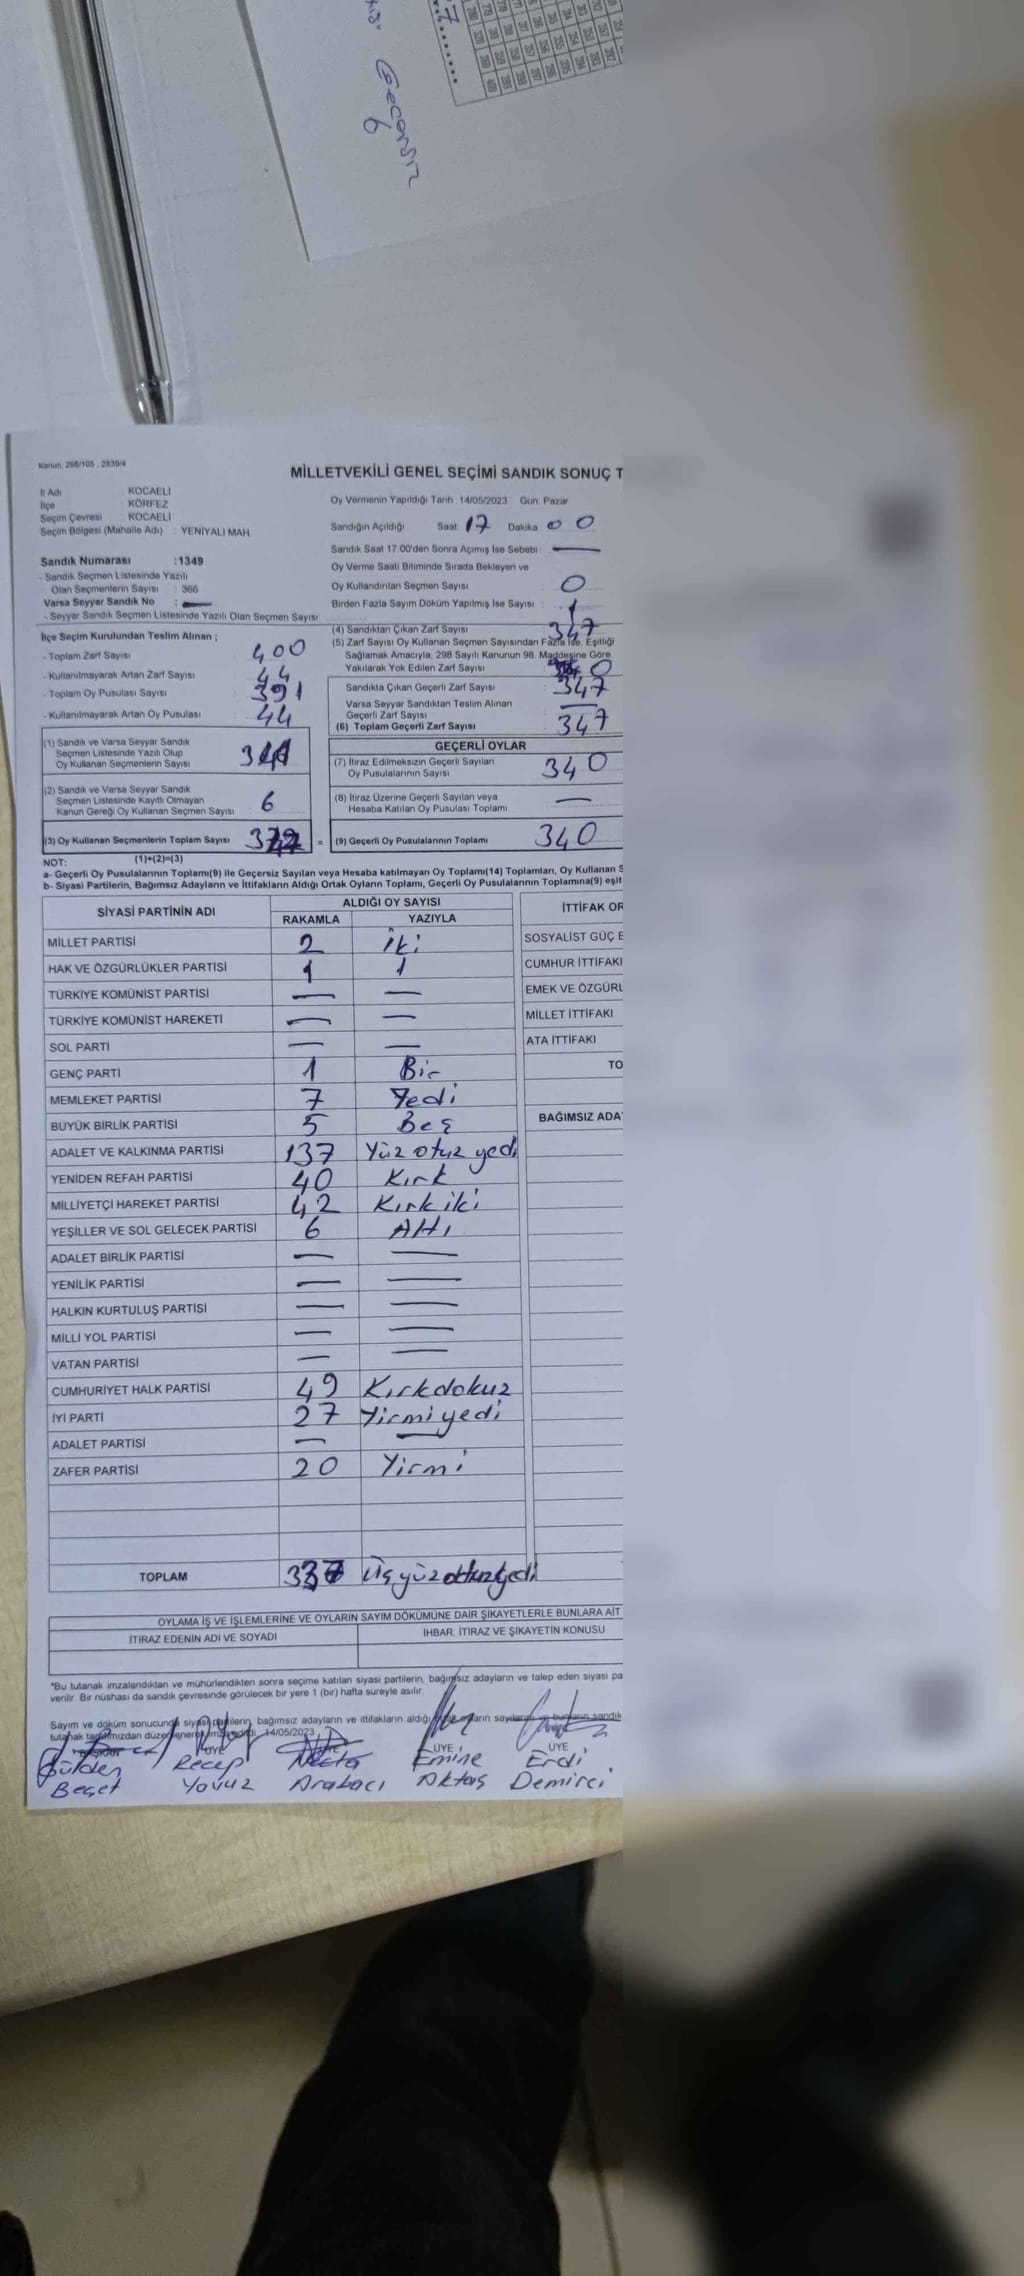 Geçersiz
9
Kanun, 298/105 , 2839/4
MİLLETVEKİLİ GENEL SEÇİMİ SANDIK SONUÇ T
İl Adı : KOCAELİ
İlçe : KÖRFEZ
Seçim Çevresi : KOCAELİ
Seçim Bölgesi (Mahalle Adı) : YENİYALI MAH.
Oy Vermenin Yapıldığı Tarih :14/05/2023 Gün: Pazar
Sandığın Açıldığı Saat: 17 Dakika 00
Sandık Saat 17:00'den Sonra Açımış İse Sebebi : —
Oy Verme Saati Bitiminde Sırada Bekleyen ve
Oy Kullandırılan Seçmen Sayısı : 0
Birden Fazla Sayım Döküm Yapılmış İse Sayısı : 1
Sandık Numarası :1349
- Sandık Seçmen Listesinde Yazılı
Olan Seçmenlerin Sayısı : 366
Varsa Seyyar Sandık No : —
- Seyyar Sandık Seçmen Listesinde Yazılı Olan Seçmen Sayısı :
İlçe Seçim Kurulundan Teslim Alınan ;
- Toplam Zarf Sayısı : 400
- Kullanılmayarak Artan Zarf Sayısı : 44
- Toplam Oy Pusulası Sayısı : 391
- Kullanılmayarak Artan Oy Pusulası : 44
(4) Sandıktan Çıkan Zarf Sayısı : 347
(5) Zarf Sayısı Oy Kullanan Seçmen Sayısından Fazla İse, Eşitliği
Sağlamak Amacıyla, 298 Sayılı Kanunun 98. Maddesine Göre
Yakılarak Yok Edilen Zarf Sayısı : 0
Sandıkta Çıkan Geçerli Zarf Sayısı : 347
Varsa Seyyar Sandıktan Teslim Alınan
Geçerli Zarf Sayısı : —
(6) Toplam Geçerli Zarf Sayısı : 347
(1) Sandık ve Varsa Seyyar Sandık
Seçmen Listesinde Yazılı Olup
Oy Kullanan Seçmenlerin Sayısı
(2) Sandık ve Varsa Seyyar Sandık
Seçmen Listesinde Kayıtlı Olmayan
Kanun Gereği Oy Kullanan Seçmen Sayısı 6
(3) Oy Kullanan Seçmenlerin Toplam Sayısı =
GEÇERLİ OYLAR
(7) İtiraz Edilmeksizin Geçerli Sayılan
Oy Pusulalarının Sayısı 340
(8) İtiraz Üzerine Geçerli Sayılan veya
Hesaba Katılan Oy Pusulası Toplamı —
(9) Geçerli Oy Pusulalarının Toplamı 340
NOT: (1)+(2)=(3)
a- Geçerli Oy Pusulalarının Toplamı(9) ile Geçersiz Sayılan veya Hesaba katılmayan Oy Toplamı(14) Toplamları, Oy Kullanan S
b- Siyasi Partilerin, Bağımsız Adayların ve İttifakların Aldığı Ortak Oyların Toplamı, Geçerli Oy Pusulalarının Toplamına(9) eşit
SİYASİ PARTİNİN ADI ALDIĞI OY SAYISI
RAKAMLA YAZIYLA
MİLLET PARTİSİ 2 iki
HAK VE ÖZGÜRLÜKLER PARTİSİ 1 1
TÜRKİYE KOMÜNİST PARTİSİ — —
TÜRKİYE KOMÜNİST HAREKETİ — —
SOL PARTİ — —
GENÇ PARTİ 1 Bir
MEMLEKET PARTİSİ 7 Yedi
BÜYÜK BİRLİK PARTİSİ 5 Beş
ADALET VE KALKINMA PARTİSİ 137 Yüz otuz yedi
YENİDEN REFAH PARTİSİ 40 Kırk
MİLLİYETÇİ HAREKET PARTİSİ 42 Kırk iki
YEŞİLLER VE SOL GELECEK PARTİSİ 6 Altı
ADALET BİRLİK PARTİSİ — —
YENİLİK PARTİSİ — —
HALKIN KURTULUŞ PARTİSİ — —
MİLLİ YOL PARTİSİ — —
VATAN PARTİSİ — —
CUMHURİYET HALK PARTİSİ 49 Kırkdokuz
İYİ PARTİ 27 Yirmiyedi
ADALET PARTİSİ — —
ZAFER PARTİSİ 20 Yirmi
TOPLAM 337 Üçyüzotuzyedi
İTTİFAK OR
SOSYALİST GÜÇ B
CUMHUR İTTİFAKI
EMEK VE ÖZGÜRL
MİLLET İTTİFAKI
ATA İTTİFAKI
TO
BAĞIMSIZ ADA
OYLAMA İŞ VE İŞLEMLERİNE VE OYLARIN SAYIM DÖKÜMÜNE DAİR ŞİKAYETLERLE BUNLARA AİT
İTİRAZ EDENİN ADI VE SOYADI İHBAR, İTİRAZ VE ŞİKAYETİN KONUSU
*Bu tutanak imzalandıktan ve mühürlendikten sonra seçime katılan siyasi partilerin, bağımsız adayların ve talep eden siyasi pa
verilir. Bir nüshası da sandık çevresinde görülecek bir yere 1 (bir) hafta süreyle asılır.
Sayım ve döküm sonucunda siyasi partilerin, bağımsız adayların ve ittifakların aldığı ortak oyların sayılarını ve bunların sandık
tutanak tarafımızdan düzenlenerek imza edildi. 14/05/2023
BAŞKAN ÜYE ÜYE ÜYE ÜYE
Gülden Recep Emine Erdi
Beçet Yavuz Arabacı Aktaş Demirci